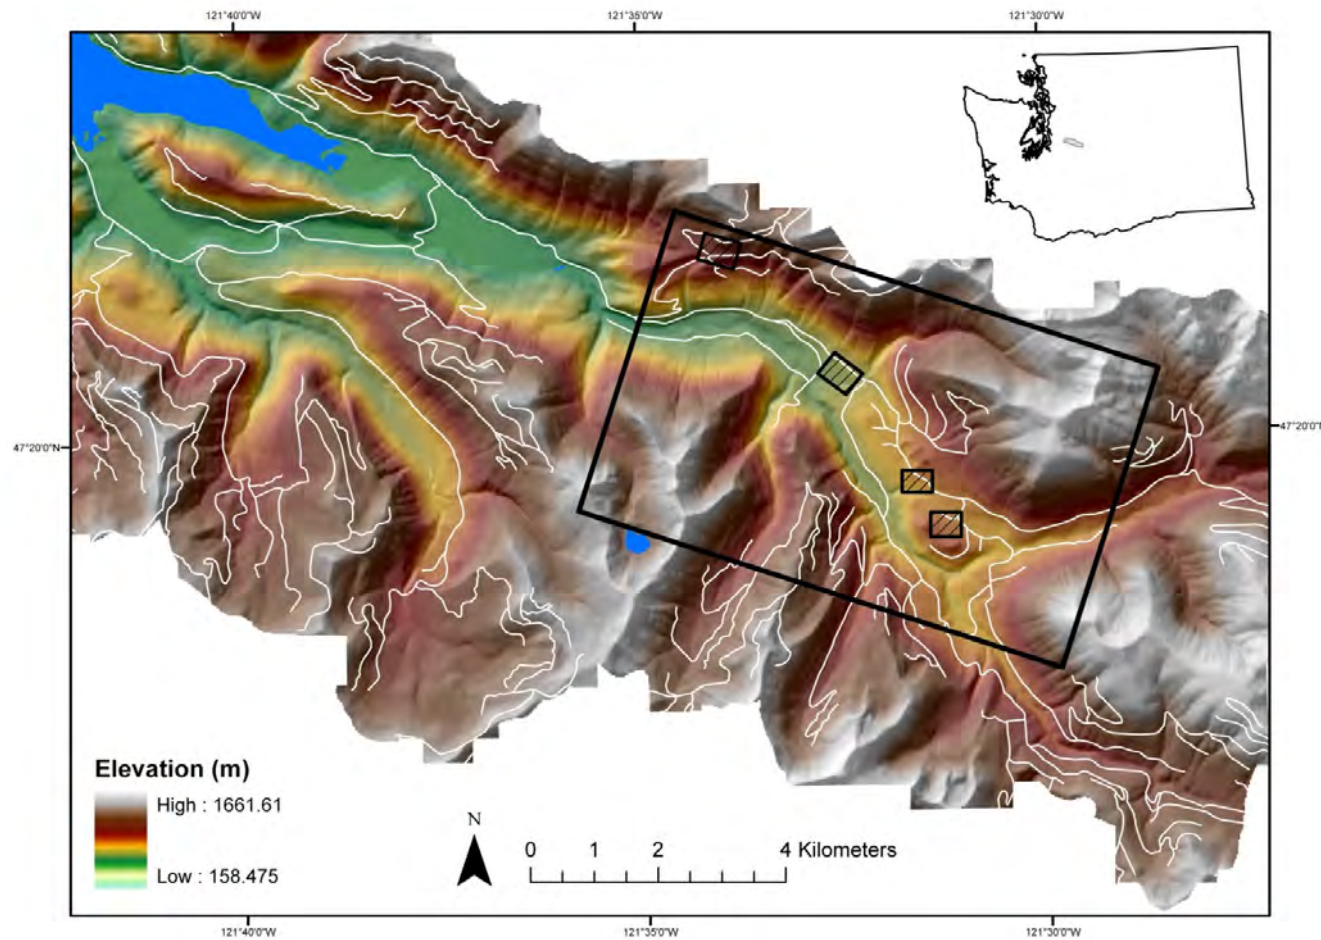 121°40'0"W 121°35'0"W 121°30'0"W
47°20'0"N 47°20'0"N
Elevation (m)
High : 1661.61
Low : 158.475
N
0 1 2 4 Kilometers
121°40'0"W 121°35'0"W 121°30'0"W